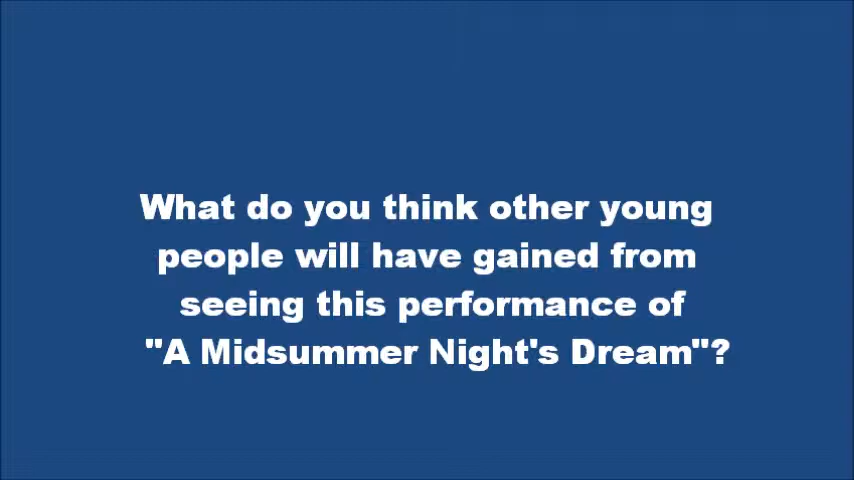 What do you think other young
people will have gained from
seeing this performance of
"A Midsummer Night's Dream"?